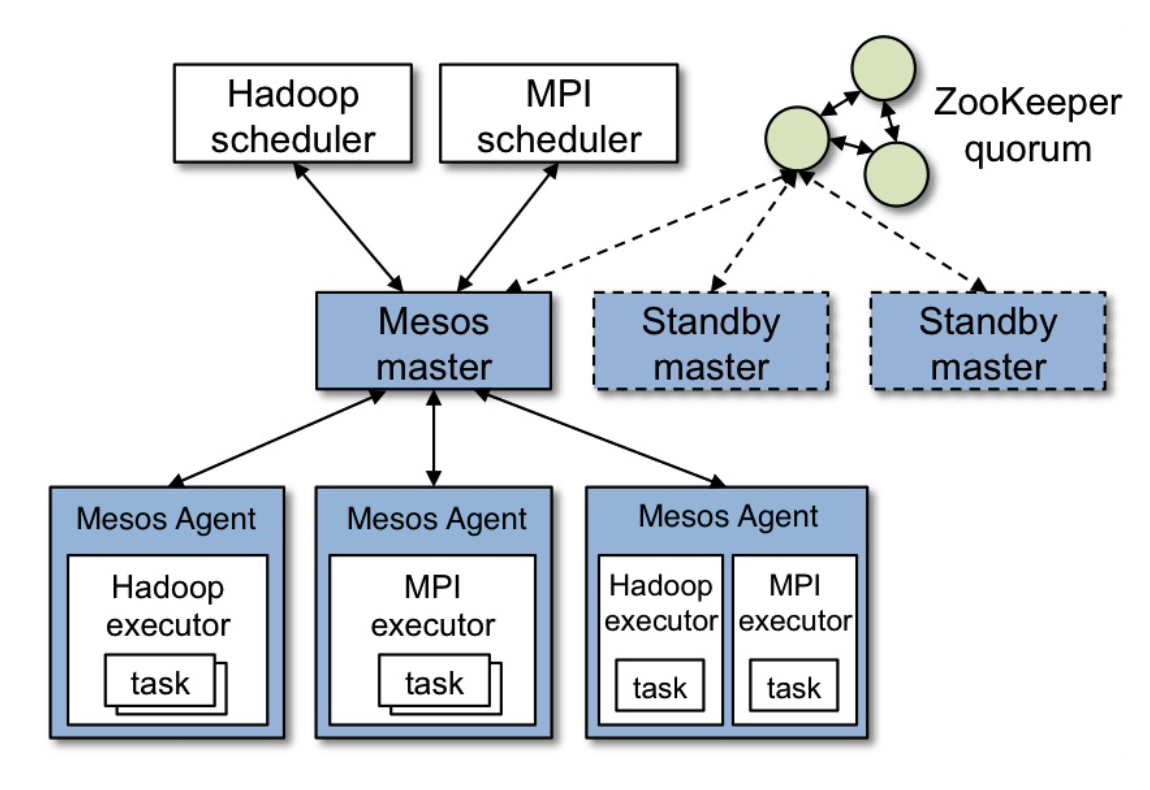 Hadoop
scheduler
MPI
scheduler
ZooKeeper
quorum
Mesos
master
Standby
master
Standby
master
Mesos Agent
Hadoop
executor
task
Mesos Agent
MPI
executor
task
Mesos Agent
Hadoop
executor
task
MPI
executor
task